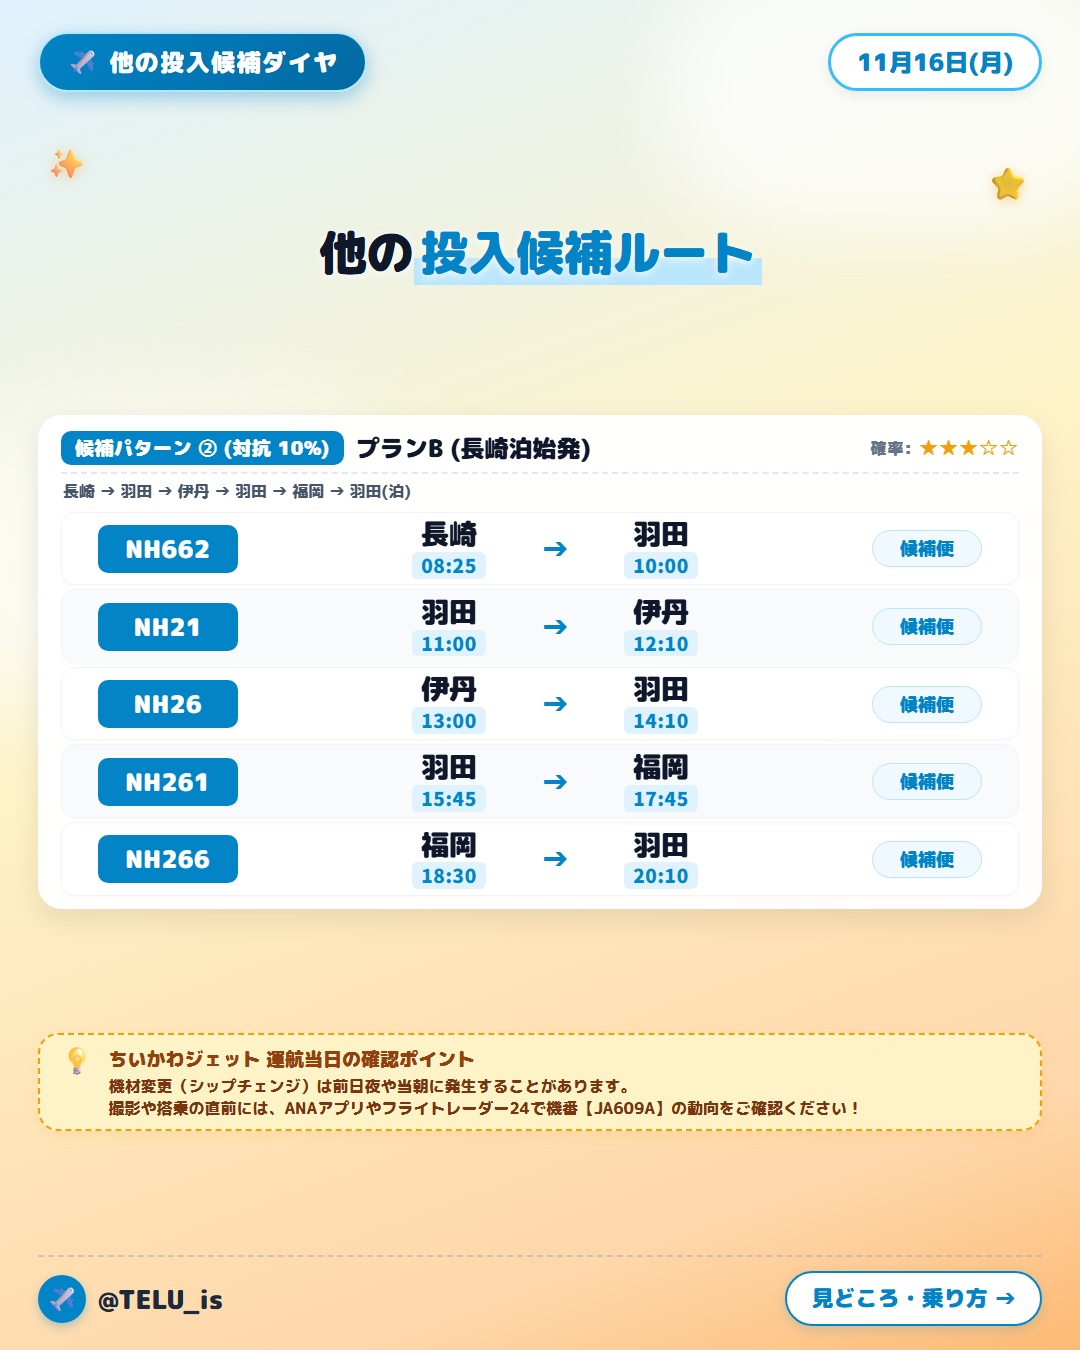 他の投入候補ダイヤ
11月16日(月)
他の投入候補ルート
候補パターン ② (対抗 10%) プランB (長崎泊始発) 確率: ★★★☆☆
長崎 → 羽田 → 伊丹 → 羽田 → 福岡 → 羽田(泊)
NH662 長崎 08:25 → 羽田 10:00 候補便
NH21 羽田 11:00 → 伊丹 12:10 候補便
NH26 伊丹 13:00 → 羽田 14:10 候補便
NH261 羽田 15:45 → 福岡 17:45 候補便
NH266 福岡 18:30 → 羽田 20:10 候補便
ちいかわジェット 運航当日の確認ポイント
機材変更（シップチェンジ）は前日夜や当朝に発生することがあります。
撮影や搭乗の直前には、ANAアプリやフライトレーダー24で機番【JA609A】の動向をご確認ください！
@TELU_is
見どころ・乗り方 →